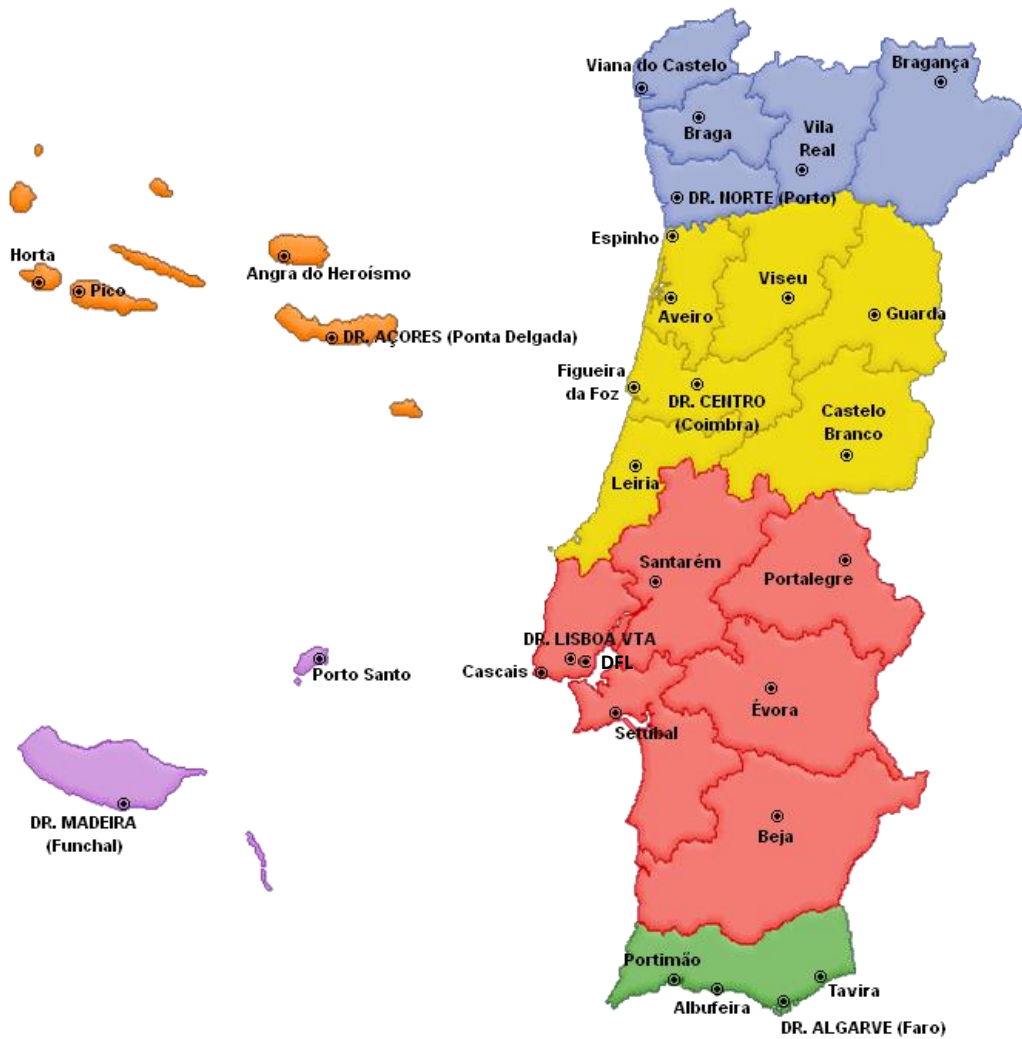 Viana do Castelo
Bragança
Braga
Vila
Real
DR. NORTE (Porto)
Espinho
Horta
Pico
Angra do Heroísmo
DR. AÇORES (Ponta Delgada)
Viseu
Aveiro
Guarda
Figueira
da Foz
DR. CENTRO
(Coimbra)
Castelo
Branco
Leiria
Santarém
Portalegre
DR. LISBOA VTA
DFL
Cascais
Porto Santo
Évora
Setúbal
DR. MADEIRA
(Funchal)
Beja
Portimão
Albufeira
Tavira
DR. ALGARVE (Faro)